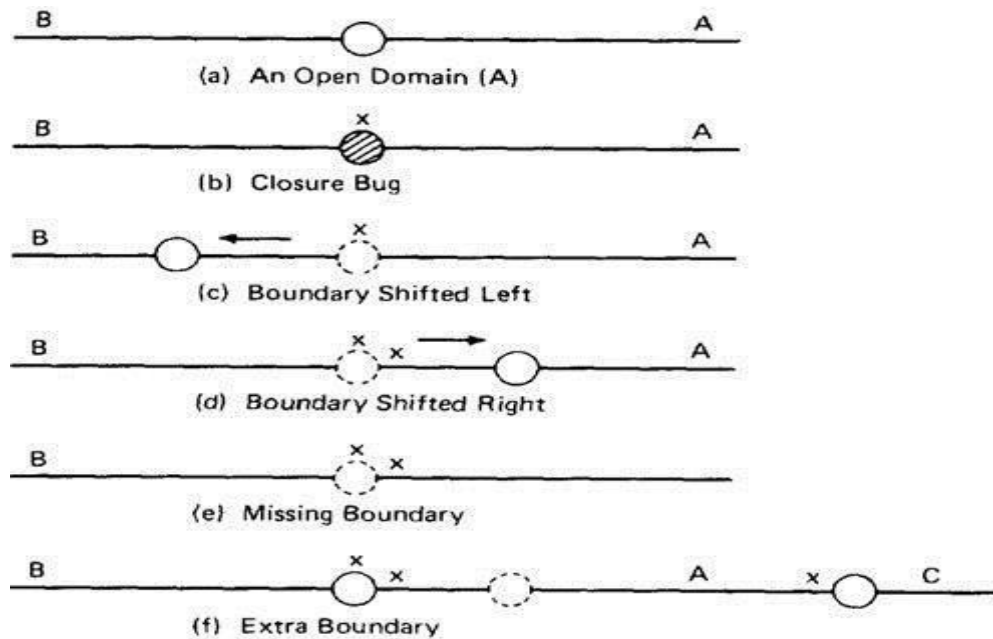 B A
(a) An Open Domain (A)
x
B A
(b) Closure Bug
x
B A
(c) Boundary Shifted Left
x x
B A
(d) Boundary Shifted Right
x x
B
(e) Missing Boundary
x x x
B A C
(f) Extra Boundary